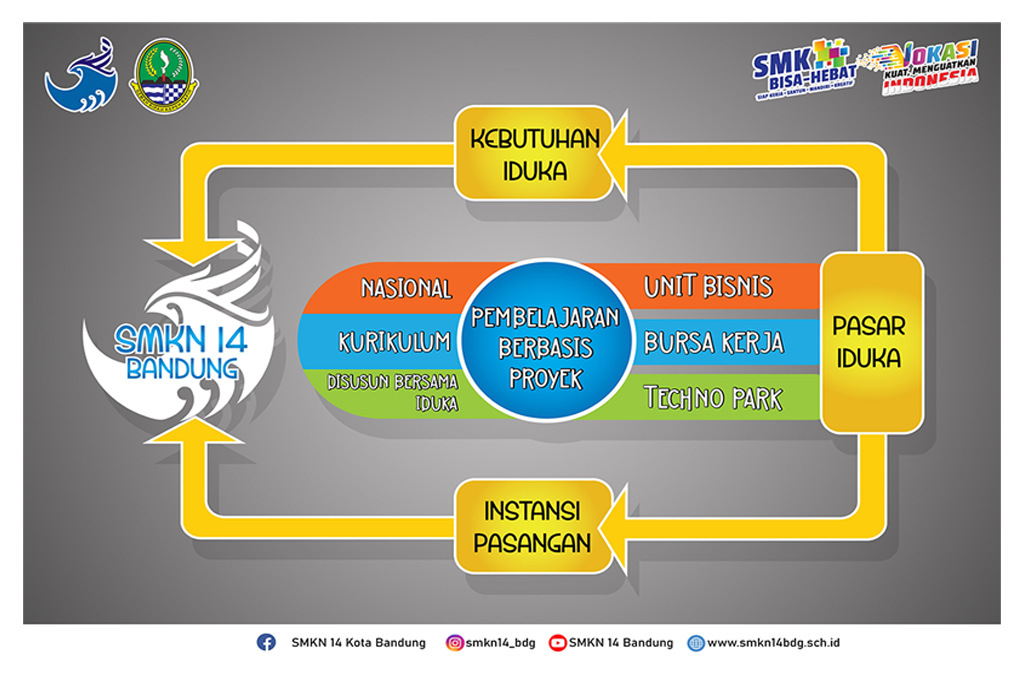 SMK
BISA-HEBAT
SIAP KERJA • SANTUN • MANDIRI • KREATIF
VOKASI
KUAT, MENGUATKAN
INDONESIA
KEBUTUHAN
IDUKA
SMKN 14
BANDUNG
NASIONAL
KURIKULUM
DISUSUN BERSAMA
IDUKA
PEMBELAJARAN
BERBASIS
PROYEK
UNIT BISNIS
BURSA KERJA
TECHNO PARK
PASAR
IDUKA
INSTANSI
PASANGAN
SMKN 14 Kota Bandung smkn14_bdg SMKN 14 Bandung www.smkn14bdg.sch.id